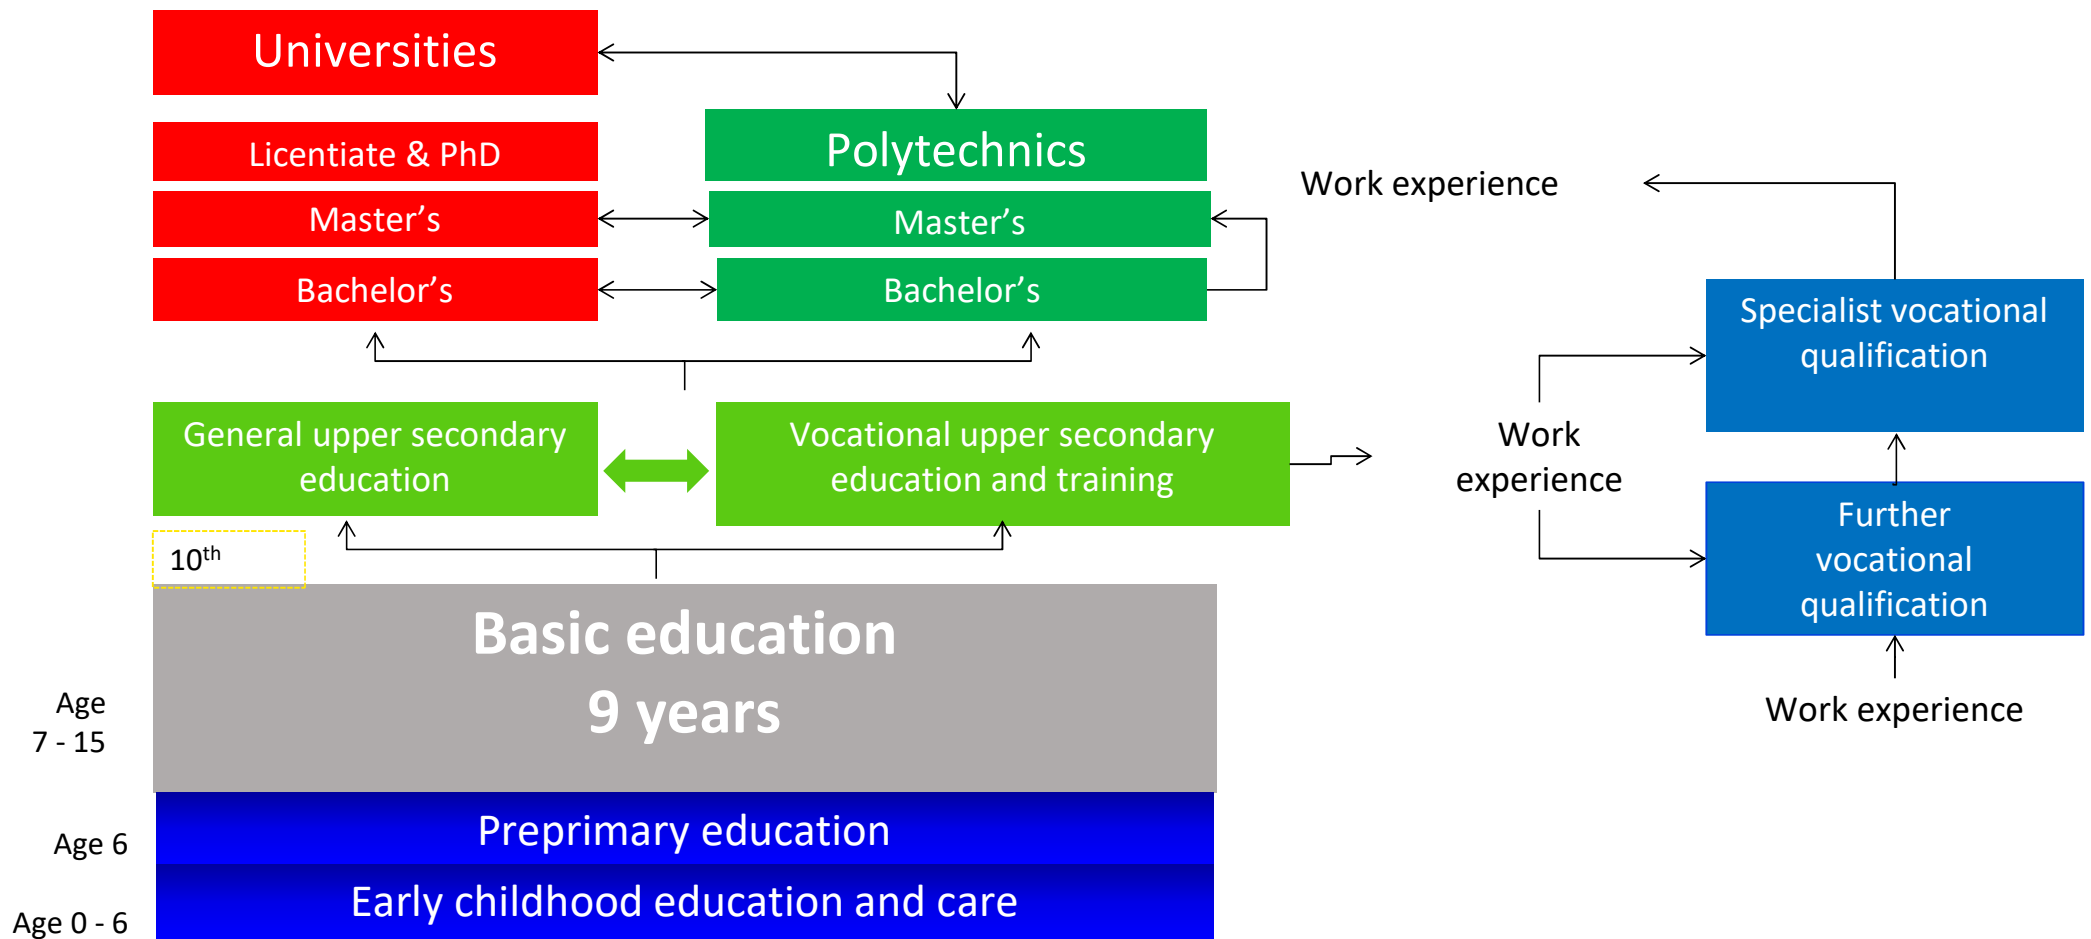 Universities
Licentiate & PhD
Polytechnics
Work experience
Master's
Master's
Bachelor's
Bachelor's
Specialist vocational
qualification
General upper secondary
education
Vocational upper secondary
education and training
Work
experience
Further
vocational
qualification
10th
Basic education
9 years
Age
7 - 15
Work experience
Preprimary education
Age 6
Early childhood education and care
Age 0 - 6